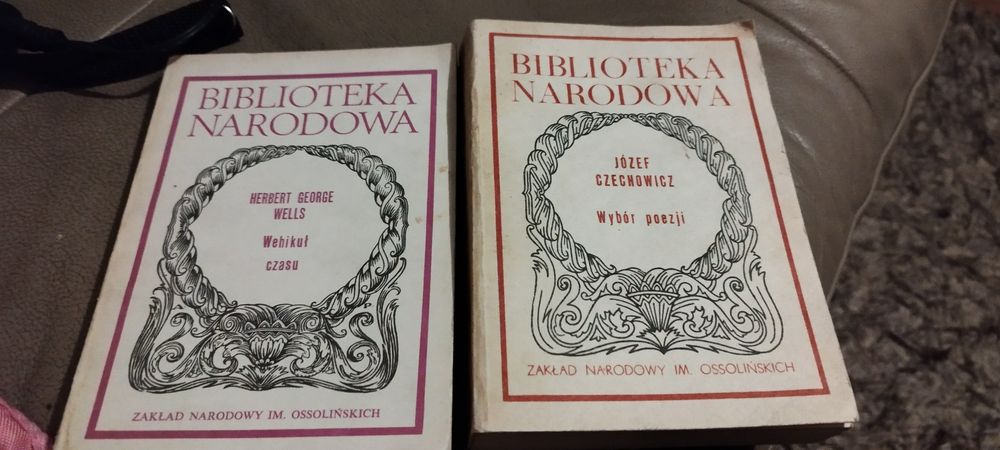 BIBLIOTEKA
NARODOWA
HERBERT GEORGE
WELLS
Wehikuł
czasu
ZAKŁAD NARODOWY IM. OSSOLIŃSKICH
BIBLIOTEKA
NARODOWA
JÓZEF
CZECHOWICZ
Wybór poezji
ZAKŁAD NARODOWY IM. OSSOLIŃSKICH